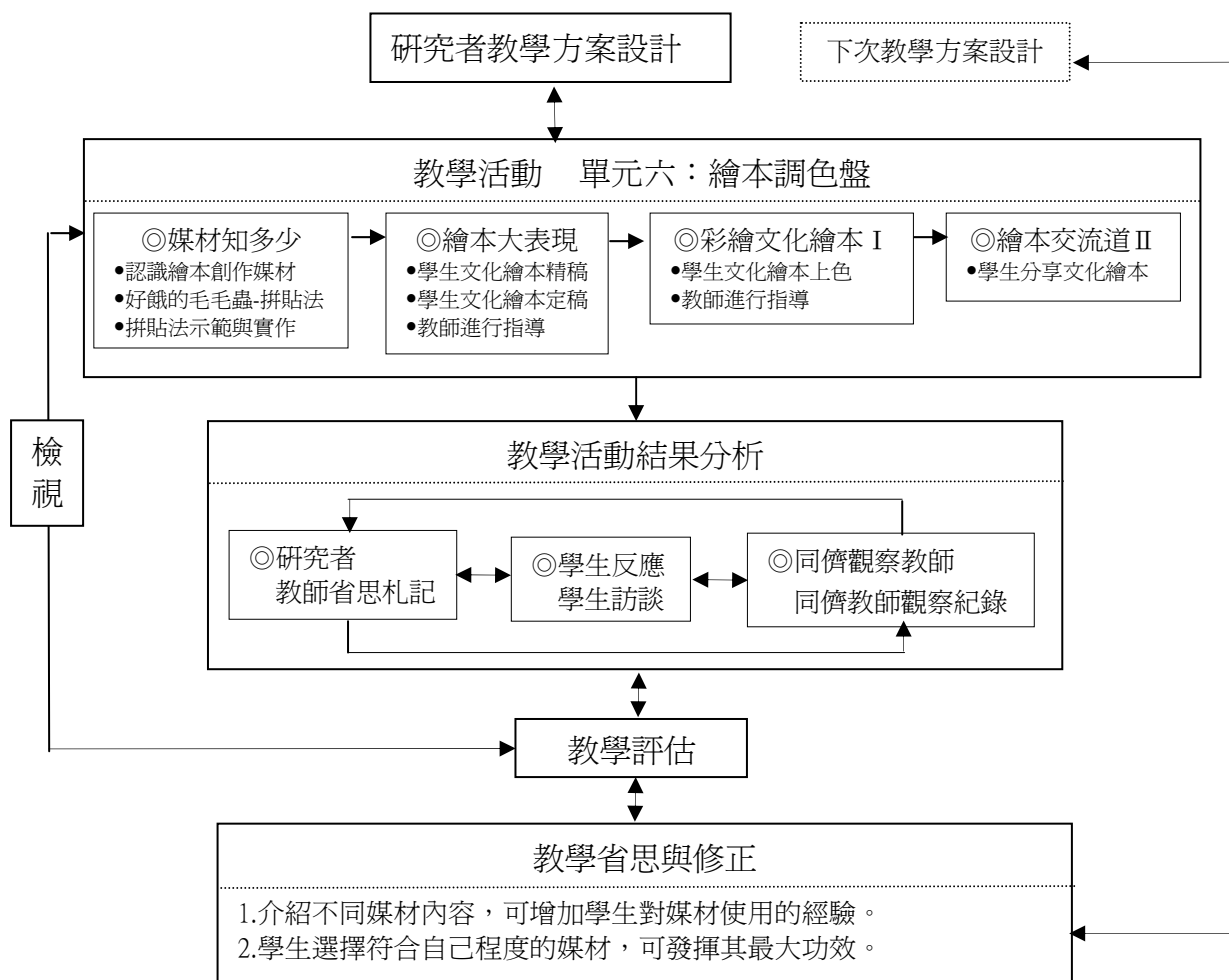 研究者教學方案設計
下次教學方案設計
教學活動　單元六：繪本調色盤
◎媒材知多少
•認識繪本創作媒材
•好餓的毛毛蟲-拼貼法
•拼貼法示範與實作
◎繪本大表現
•學生文化繪本精稿
•學生文化繪本定稿
•教師進行指導
◎彩繪文化繪本Ⅰ
•學生文化繪本上色
•教師進行指導
◎繪本交流道Ⅱ
•學生分享文化繪本
檢
視
教學活動結果分析
◎研究者
教師省思札記
◎學生反應
學生訪談
◎同儕觀察教師
同儕教師觀察紀錄
教學評估
教學省思與修正
1.介紹不同媒材內容，可增加學生對媒材使用的經驗。
2.學生選擇符合自己程度的媒材，可發揮其最大功效。